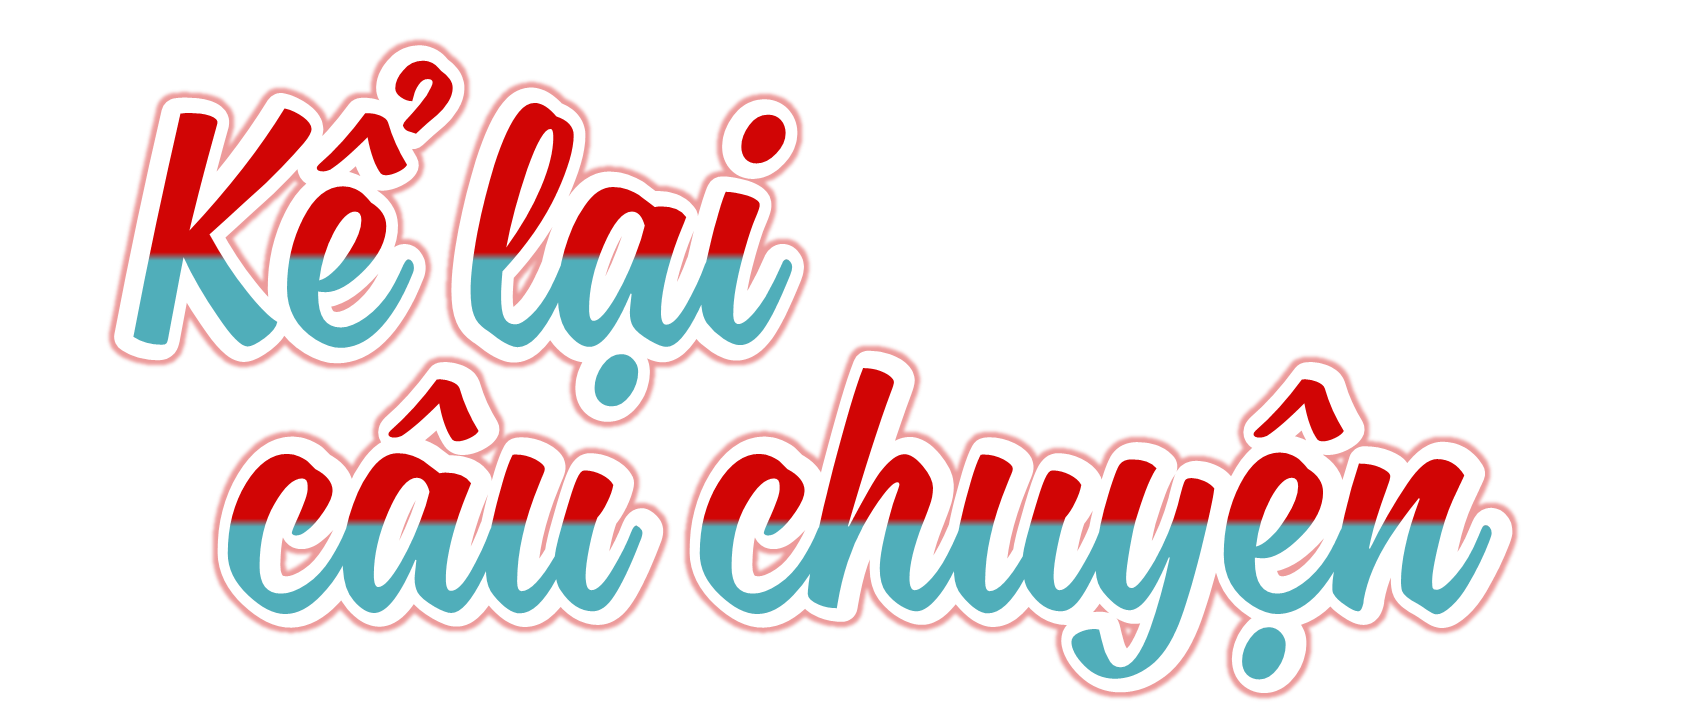 Kể lại
câu chuyện